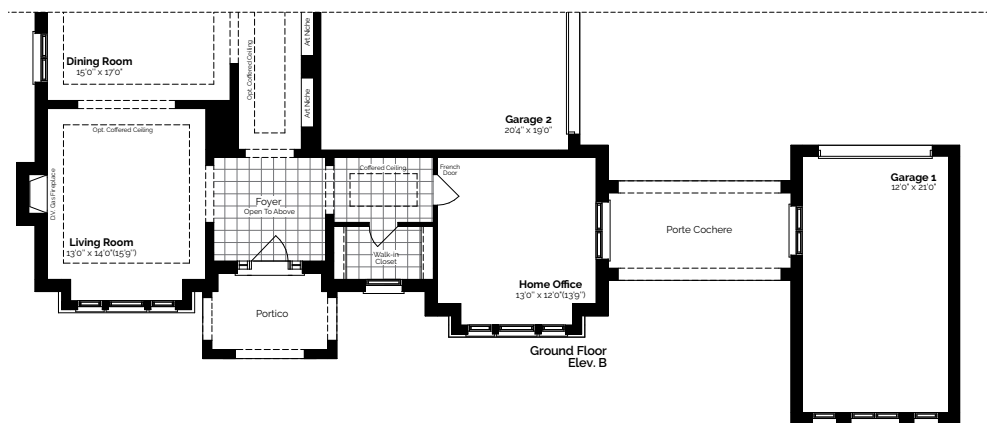 Dining Room
15'0" x 17'0"
Opt. Coffered Ceiling
Art Niche
Art Niche
Garage 2
20'4" x 19'0"
Opt. Coffered Ceiling
D.V. Gas Fireplace
Living Room
13'0" x 14'0"(15'9")
Foyer
Open To Above
Coffered Ceiling
French
Door
Walk-in
Closet
Portico
Home Office
13'0" x 12'0"(13'9")
Porte Cochere
Garage 1
12'0" x 21'0"
Ground Floor
Elev. B